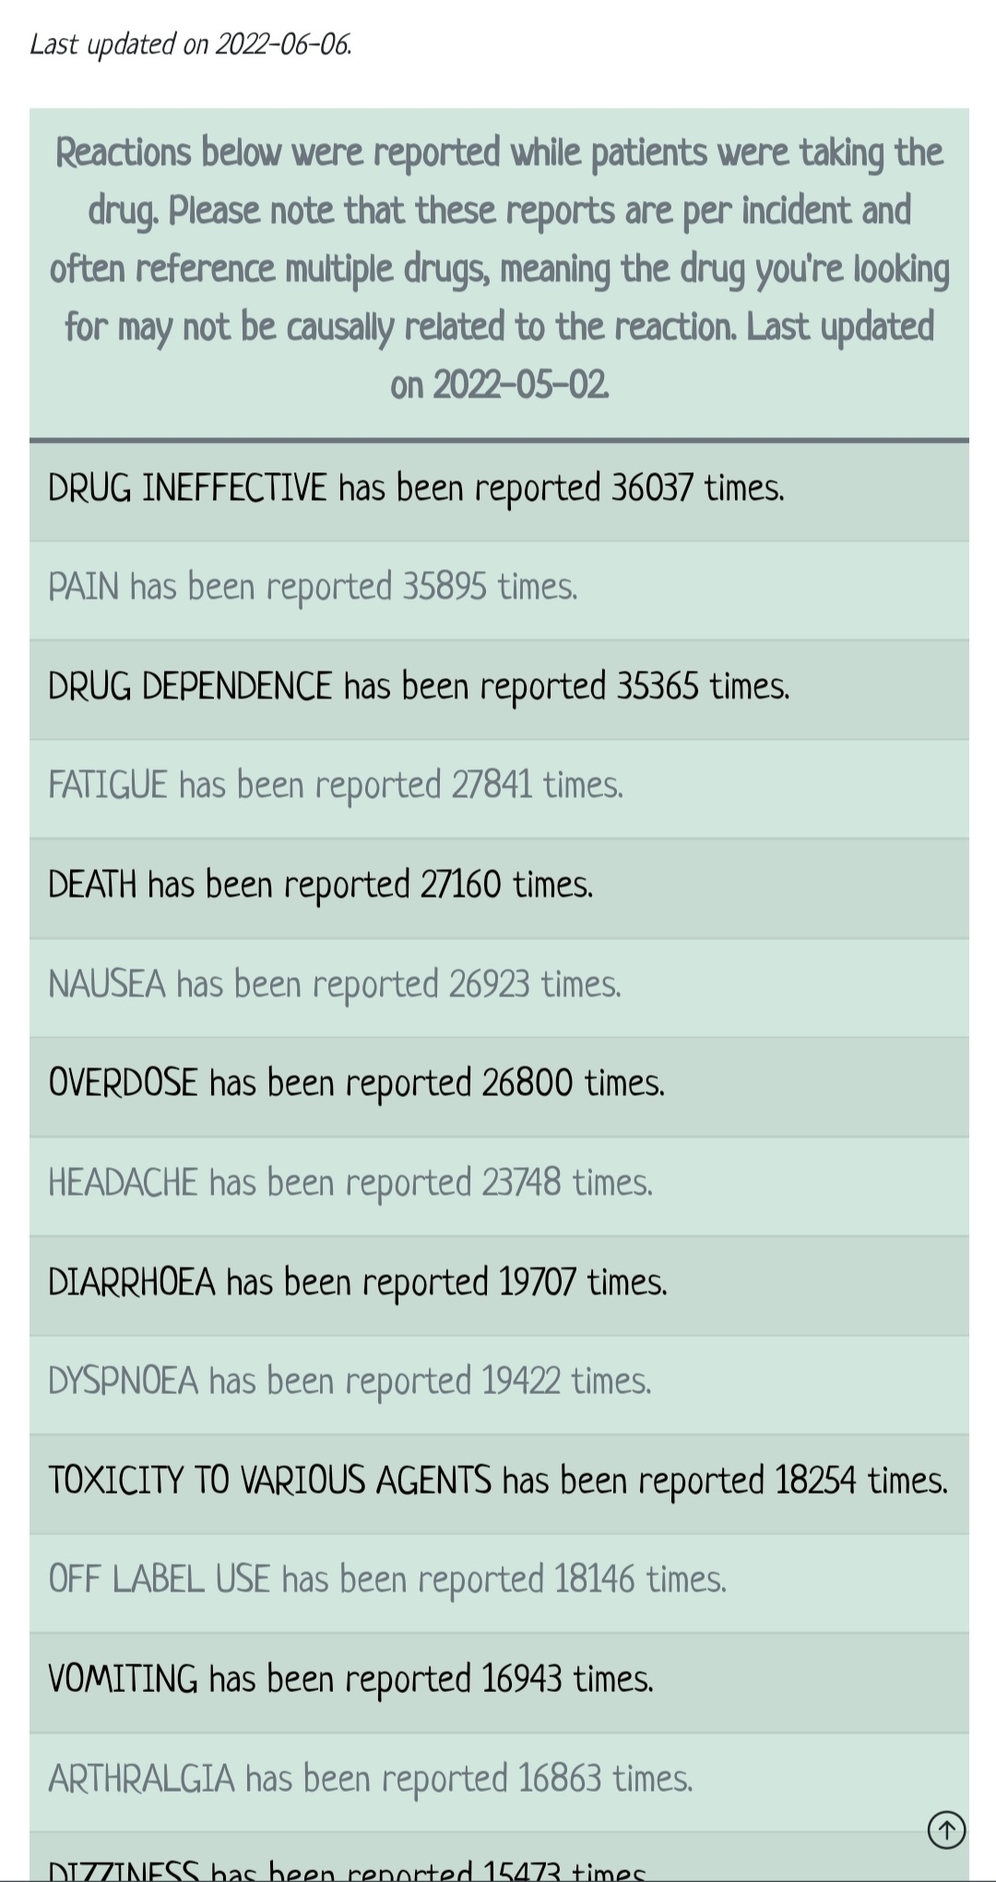 Last updated on 2022-06-06.
Reactions below were reported while patients were taking the
drug. Please note that these reports are per incident and
often reference multiple drugs, meaning the drug you're looking
for may not be causally related to the reaction. Last updated
on 2022-05-02.
DRUG INEFFECTIVE has been reported 36037 times.
PAIN has been reported 35895 times.
DRUG DEPENDENCE has been reported 35365 times.
FATIGUE has been reported 27841 times.
DEATH has been reported 27160 times.
NAUSEA has been reported 26923 times.
OVERDOSE has been reported 26800 times.
HEADACHE has been reported 23748 times.
DIARRHOEA has been reported 19707 times.
DYSPNOEA has been reported 19422 times.
TOXICITY TO VARIOUS AGENTS has been reported 18254 times.
OFF LABEL USE has been reported 18146 times.
VOMITING has been reported 16943 times.
ARTHRALGIA has been reported 16863 times.
DIZZINESS has been reported 15473 times.